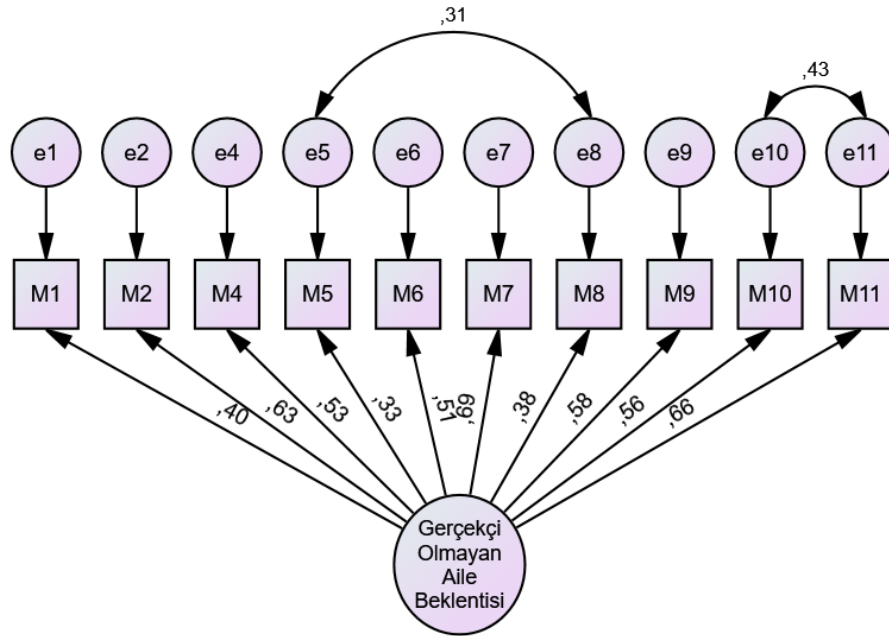 ,31
,43
e1 e2 e4 e5 e6 e7 e8 e9 e10 e11
M1 M2 M4 M5 M6 M7 M8 M9 M10 M11
,40 ,63 ,53 ,33 ,51 ,69 ,38 ,58 ,56 ,66
Gerçekçi
Olmayan
Aile
Beklentisi